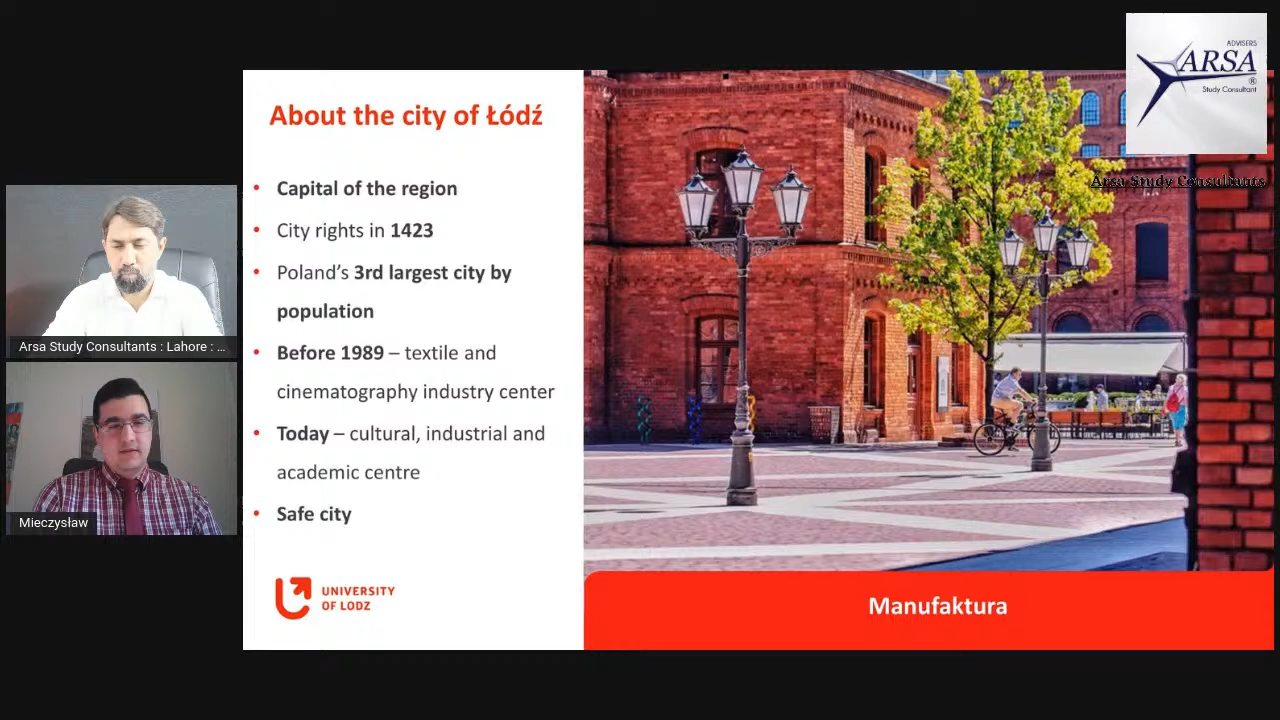 ADVISERS
ARSA
®
Study Consultant
Arsa Study Consultants
About the city of Łódź
• Capital of the region
• City rights in 1423
• Poland’s 3rd largest city by
population
• Before 1989 – textile and
cinematography industry center
• Today – cultural, industrial and
academic centre
• Safe city
UNIVERSITY
OF LODZ
Manufaktura
Arsa Study Consultants : Lahore : ...
Mieczysław